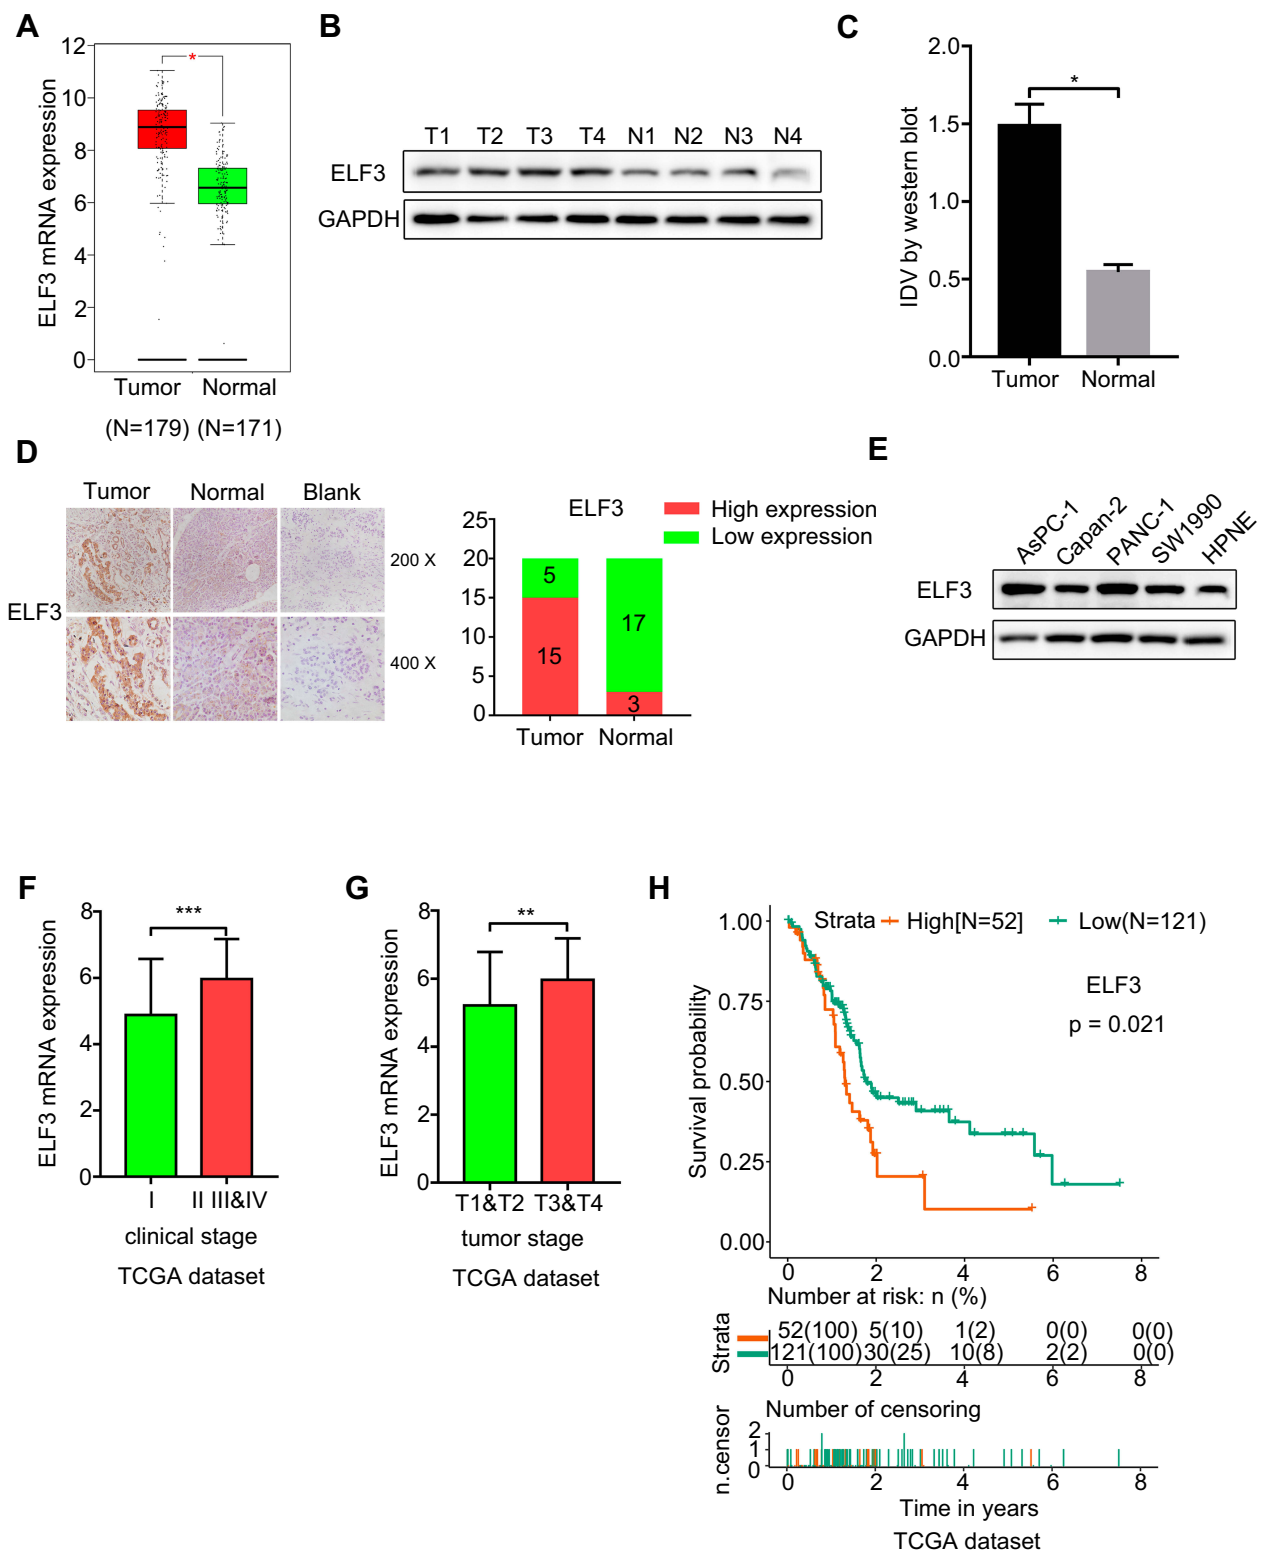 A
ELF3 mRNA expression
12
10
8
6
4
2
0
*
Tumor Normal
(N=179) (N=171)
B
T1 T2 T3 T4 N1 N2 N3 N4
ELF3
GAPDH
C
IDV by western blot
2.0
1.5
1.0
0.5
0.0
*
Tumor Normal
D
Tumor Normal Blank
ELF3
200 X
400 X
ELF3
High expression
Low expression
25
20
15
10
5
0
5
15
17
3
Tumor Normal
E
AsPC-1 Capan-2 PANC-1 SW1990 HPNE
ELF3
GAPDH
F
ELF3 mRNA expression
8
6
4
2
0
***
I II III&IV
clinical stage
TCGA dataset
G
ELF3 mRNA expression
8
6
4
2
0
**
T1&T2 T3&T4
tumor stage
TCGA dataset
H
Survival probability
1.00
0.75
0.50
0.25
0.00
Strata High[N=52] Low(N=121)
ELF3
p = 0.021
0 2 4 6 8
Number at risk: n (%)
Strata
52(100) 5(10) 1(2) 0(0) 0(0)
121(100) 30(25) 10(8) 2(2) 0(0)
0 2 4 6 8
Number of censoring
n.censor
2
1
0
0 2 4 6 8
Time in years
TCGA dataset